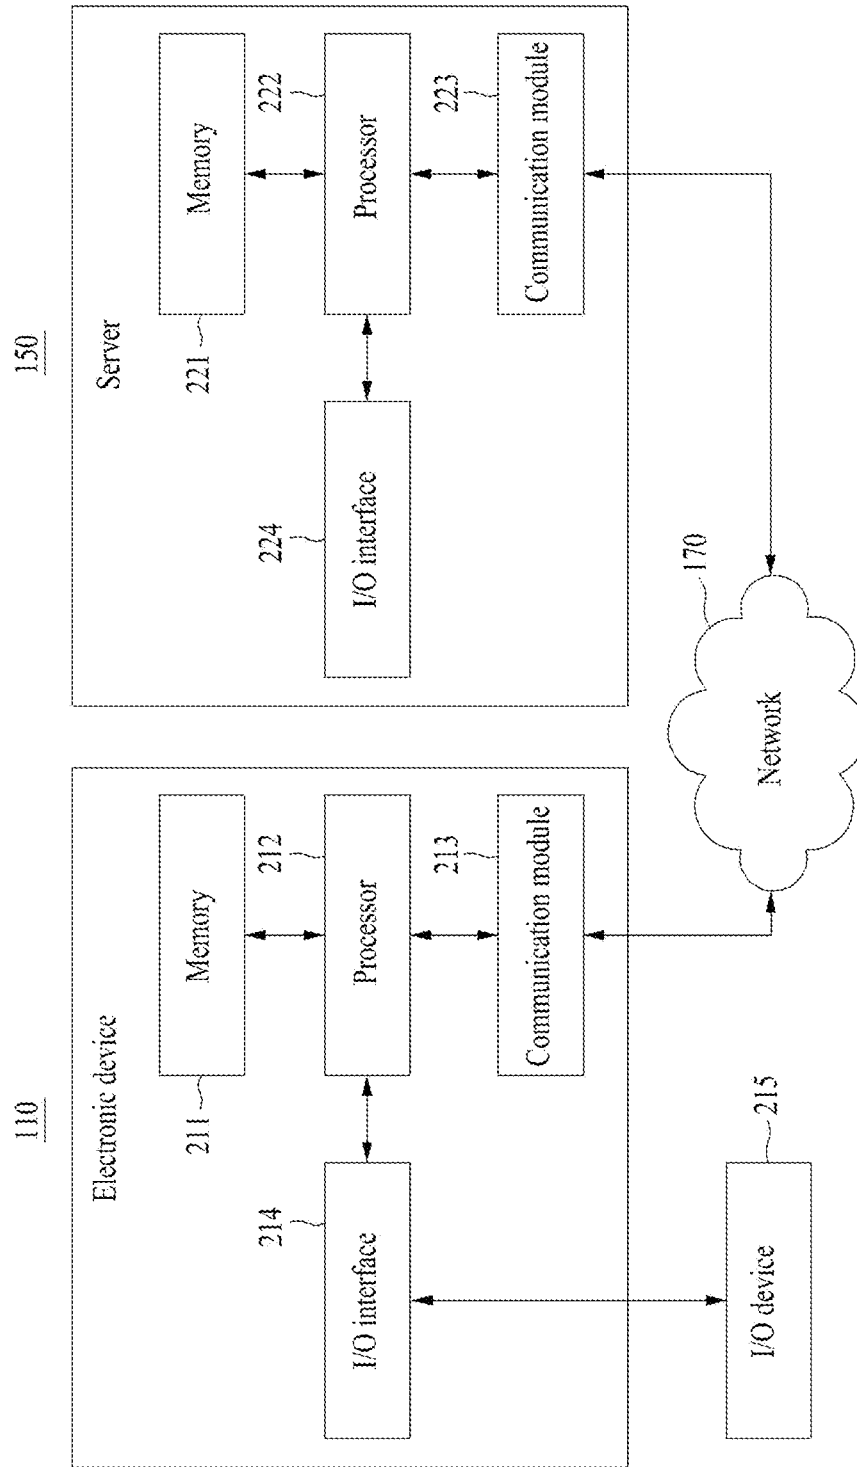 110
Electronic device
Memory
211
212
Processor
214
I/O interface
213
Communication module
I/O device
215
150
Server
Memory
221
222
Processor
224
I/O interface
223
Communication module
170
Network